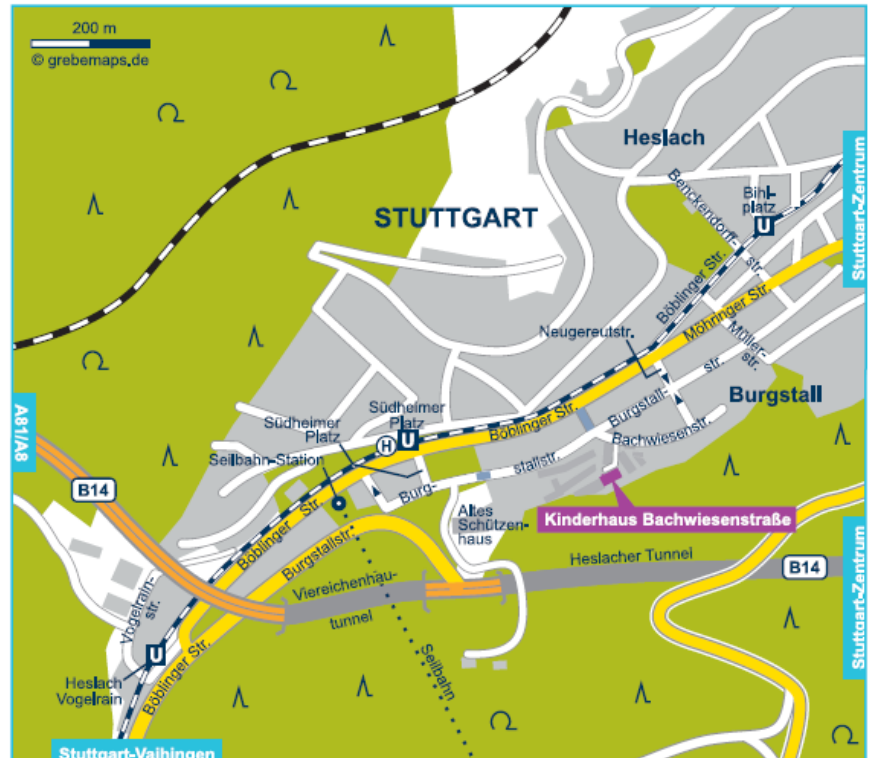 200 m
© grebemaps.de
Heslach
Stuttgart-Zentrum
Benckendorff-
str.
Bihl-
platz
U
STUTTGART
Böblinger Str.
Möhringer Str.
Neugereutstr.
Müller-
str.
Burgstall
Südheimer
Platz
U
H
Südheimer
Platz
Böblinger Str.
Burgstall-
str.
Bachwiesenstr.
Seilbahn-Station
Burg-
stallstr.
A81/A8
B14
Böblinger Str.
Burgstallstr.
Altes
Schützen-
haus
Kinderhaus Bachwiesenstraße
Heslacher Tunnel
B14
Stuttgart-Zentrum
Viereichenhau-
tunnel
Vogelrain-
str.
U
Heslach
Vogelrain
Böblinger Str.
Seilbahn
Stuttgart-Vaihingen